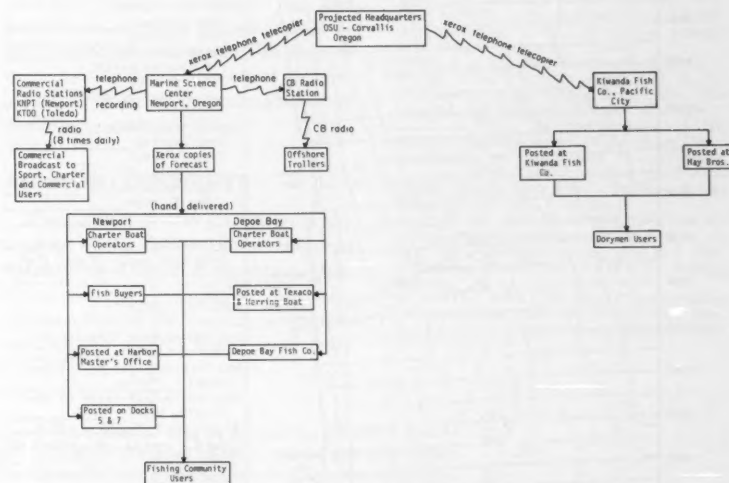 Projected Headquarters
OSU - Corvallis
Oregon
xerox telephone telecopier
xerox telephone telecopier
Commercial
Radio Stations
KNPT (Newport)
KTDO (Toledo)
telephone
recording
Marine Science
Center
Newport, Oregon
telephone
CB Radio
Station
Kiwanda Fish
Co., Pacific
City
radio
(8 times daily)
CB radio
Commercial
Broadcast to
Sport, Charter
and Commercial
Users
Xerox copies
of Forecast
Offshore
Trollers
Posted at
Kiwanda Fish
Co.
Posted at
May Bros.
(hand delivered)
Dorymen Users
Newport
Depoe Bay
Charter Boat
Operators
Charter Boat
Operators
Fish Buyers
Posted at Texaco
& Herring Boat
Posted at Harbor
Master's Office
Depoe Bay Fish Co.
Posted on Docks
5 & 7
Fishing Community
Users